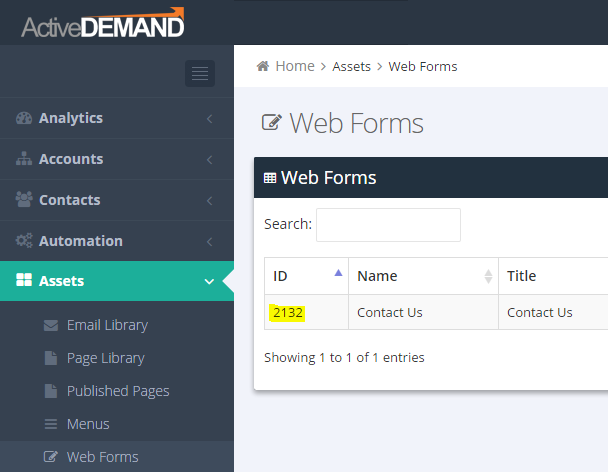 ActiveDEMAND
Home > Assets > Web Forms
Analytics
Accounts
Contacts
Automation
Assets
Email Library
Page Library
Published Pages
Menus
Web Forms
Web Forms
Web Forms
Search:
ID Name Title
2132 Contact Us Contact Us
Showing 1 to 1 of 1 entries